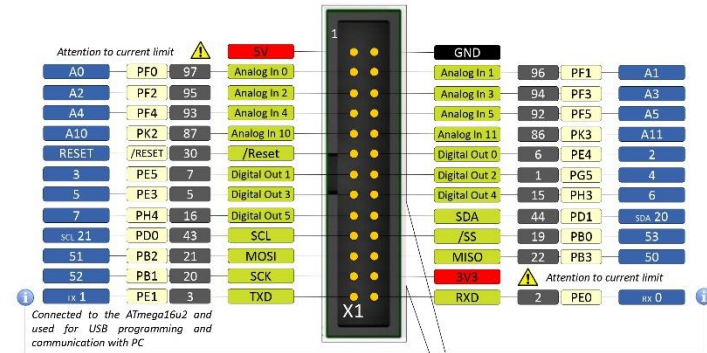 1
Attention to current limit 5V GND
A0 PF0 97 Analog In 0 Analog In 1 96 PF1 A1
A2 PF2 95 Analog In 2 Analog In 3 94 PF3 A3
A4 PF4 93 Analog In 4 Analog In 5 92 PF5 A5
A10 PK2 87 Analog In 10 Analog In 11 86 PK3 A11
RESET /RESET 30 /Reset Digital Out 0 6 PE4 2
3 PE5 7 Digital Out 1 Digital Out 2 1 PG5 4
5 PE3 5 Digital Out 3 Digital Out 4 15 PH3 6
7 PH4 16 Digital Out 5 SDA 44 PD1 SDA 20
SCL 21 PD0 43 SCL /SS 19 PB0 53
51 PB2 21 MOSI MISO 22 PB3 50
52 PB1 20 SCK 3V3 Attention to current limit
TX 1 PE1 3 TXD RXD 2 PE0 RX 0
X1
Connected to the ATmega16u2 and
used for USB programming and
communication with PC